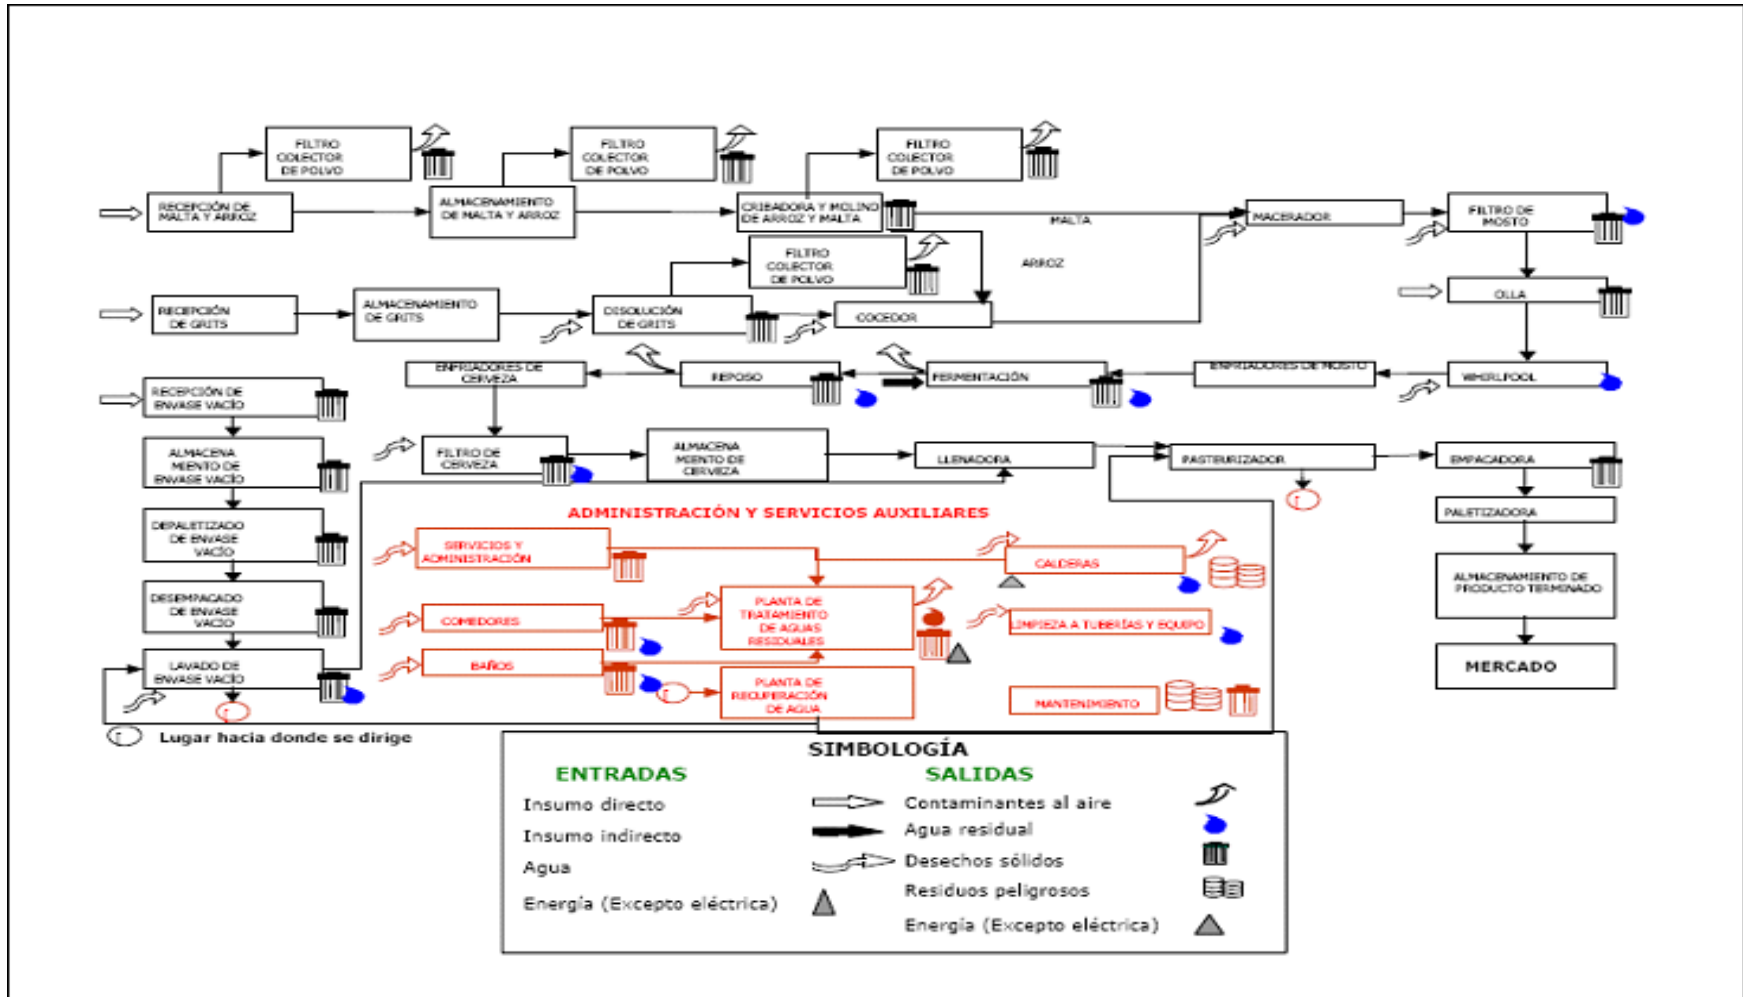 FILTRO
COLECTOR
DE POLVO
FILTRO
COLECTOR
DE POLVO
FILTRO
COLECTOR
DE POLVO
RECEPCIÓN DE
MALTA Y ARROZ
ALMACENAMIENTO
DE MALTA Y ARROZ
CRIBADORA Y MOLINO
DE ARROZ Y MALTA
MALTA
MACERADOR
FILTRO DE
MOSTO
FILTRO
COLECTOR
DE POLVO
ARROZ
RECEPCIÓN
DE GRITS
ALMACENAMIENTO
DE GRITS
DISOLUCIÓN
DE GRITS
COCEDOR
OLLA
ENFRIADORES DE
CERVEZA
REPOSO
FERMENTACIÓN
ENFRIADORES DE MOSTO
WHIRLPOOL
RECEPCIÓN DE
ENVASE VACÍO
ALMACENA
MIENTO DE
ENVASE VACÍO
FILTRO DE
CERVEZA
ALMACENA
MIENTO DE
CERVEZA
LLENADORA
PASTEURIZADOR
EMPACADORA
DEPALETIZADO
DE ENVASE
VACÍO
ADMINISTRACIÓN Y SERVICIOS AUXILIARES
PALETIZADORA
SERVICIOS Y
ADMINISTRACIÓN
CALDERAS
ALMACENAMIENTO DE
PRODUCTO TERMINADO
DESEMPACADO
DE ENVASE
VACÍO
COMEDORES
PLANTA DE
TRATAMIENTO
DE AGUAS
RESIDUALES
LIMPIEZA A TUBERÍAS Y EQUIPO
LAVADO DE
ENVASE VACÍO
BAÑOS
PLANTA DE
RECUPERACIÓN
DE AGUA
MANTENIMIENTO
MERCADO
Lugar hacia donde se dirige
SIMBOLOGÍA
ENTRADAS
SALIDAS
Insumo directo
Contaminantes al aire
Insumo indirecto
Agua residual
Agua
Desechos sólidos
Energía (Excepto eléctrica)
Residuos peligrosos
Energía (Excepto eléctrica)